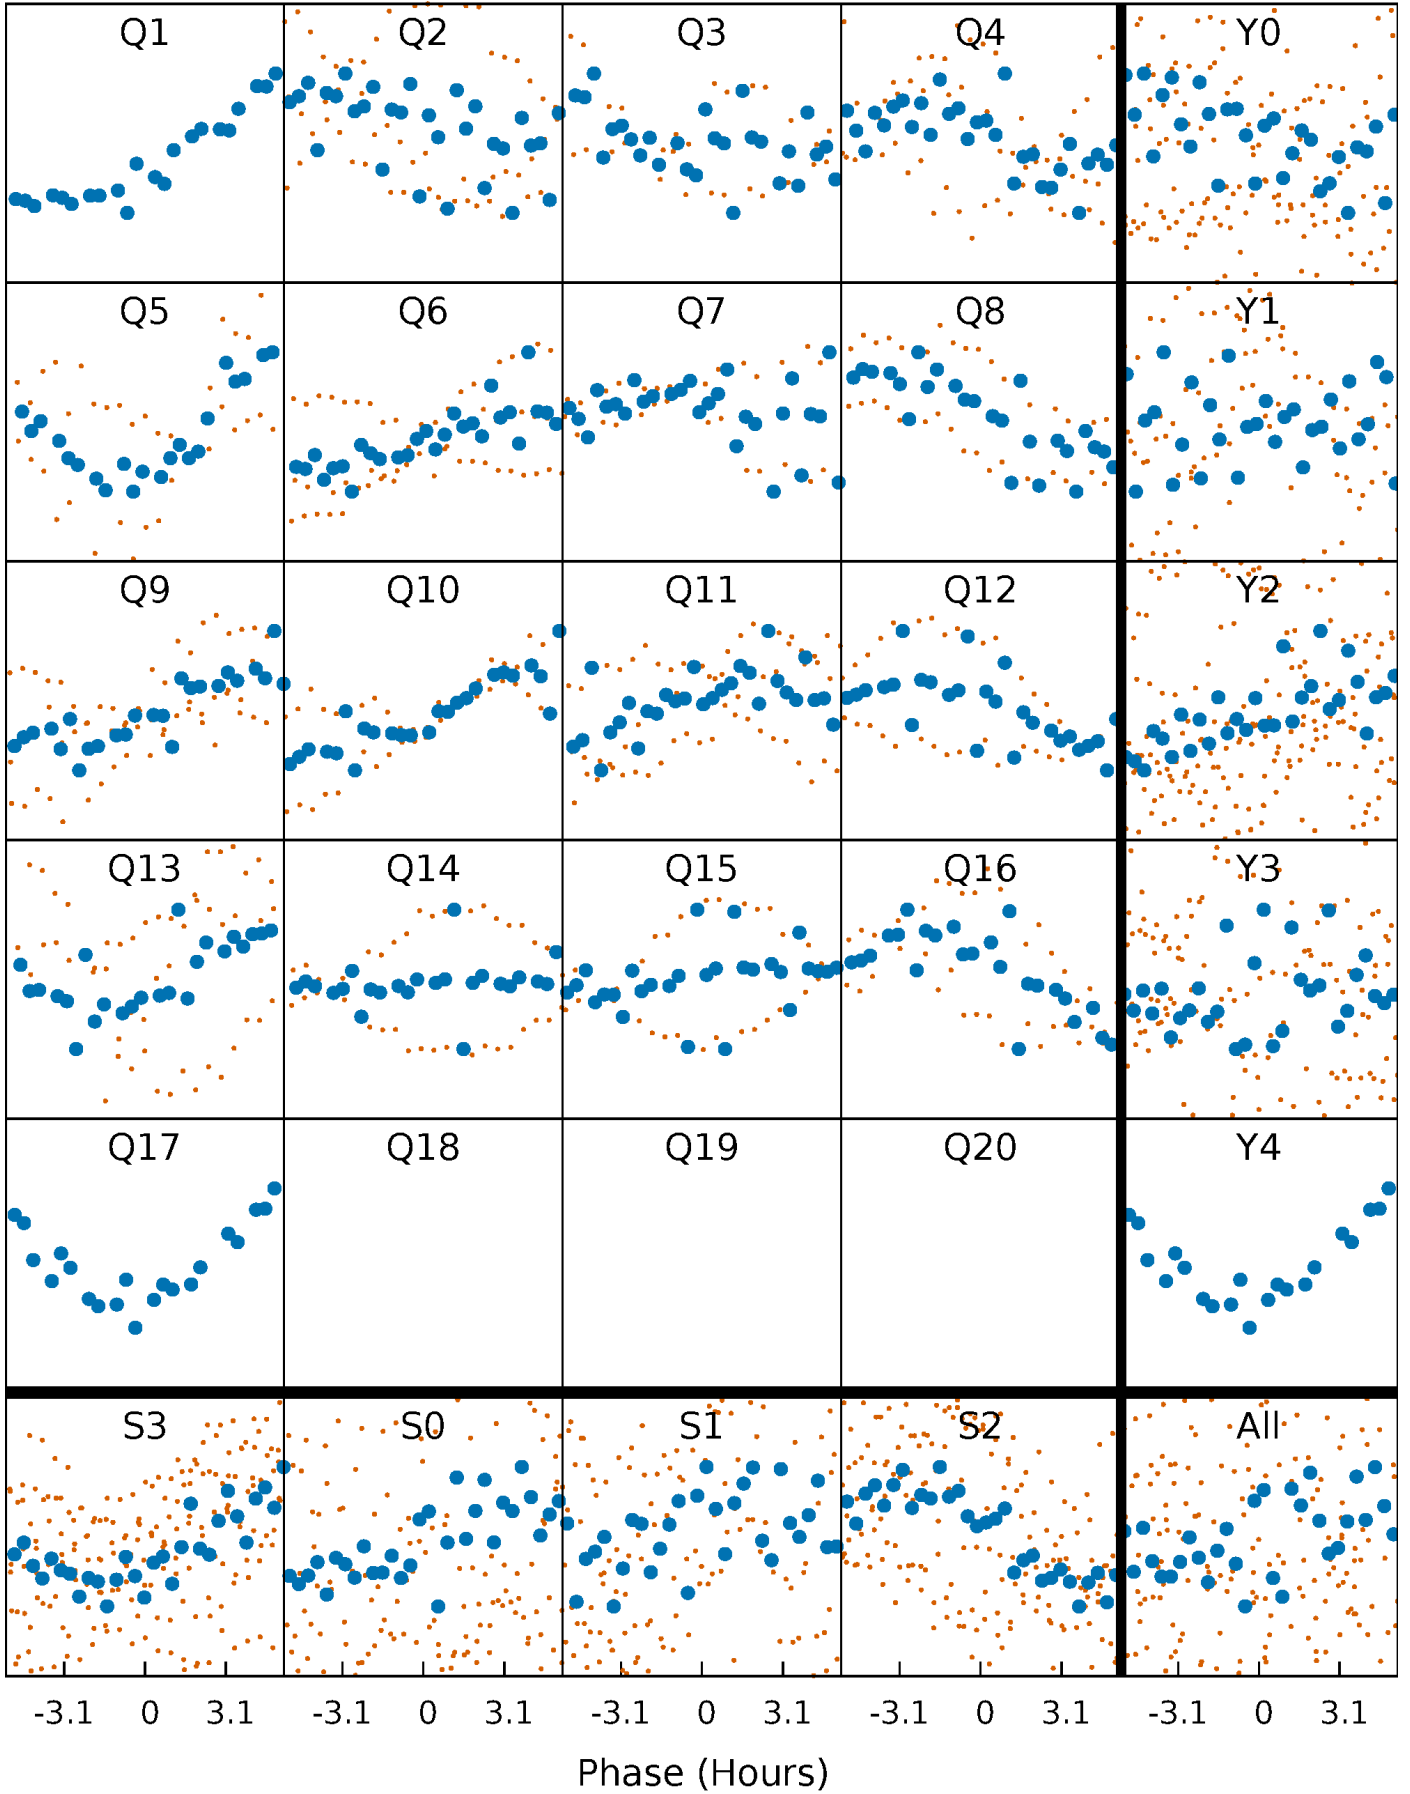 Q1 Q2 Q3 Q4 Y0
Q5 Q6 Q7 Q8 Y1
Q9 Q10 Q11 Q12 Y2
Q13 Q14 Q15 Q16 Y3
Q17 Q18 Q19 Q20 Y4
S3 S0 S1 S2 All
-3.1 0 3.1 -3.1 0 3.1 -3.1 0 3.1 -3.1 0 3.1 -3.1 0 3.1
Phase (Hours)